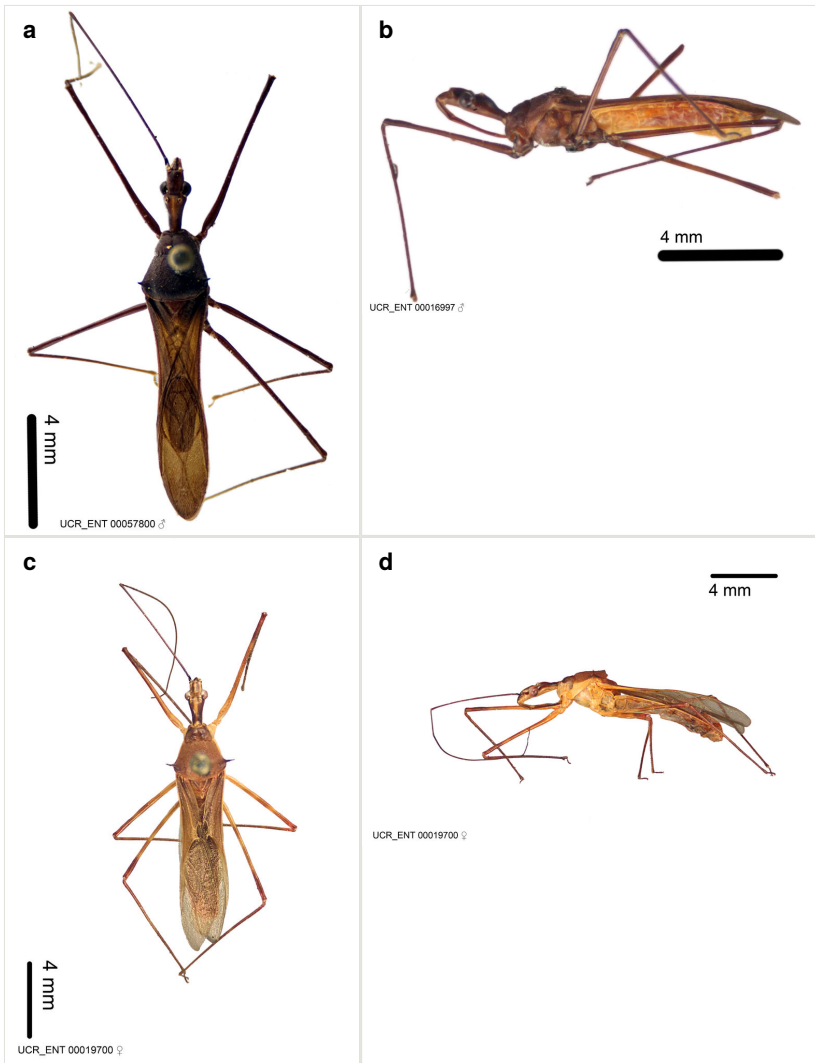 a
4 mm
UCR_ENT 00057800 ♂
b
4 mm
UCR_ENT 00016997 ♂
c
4 mm
UCR_ENT 00019700 ♀
d
4 mm
UCR_ENT 00019700 ♀